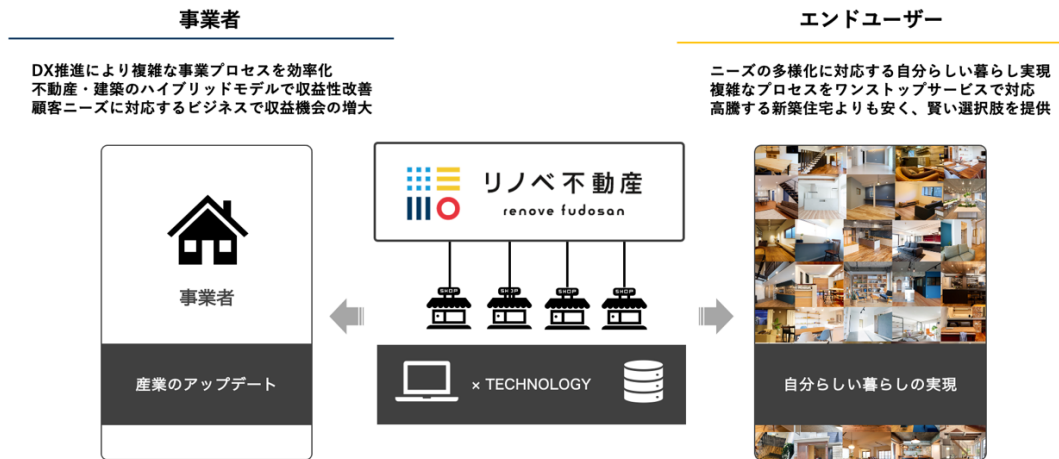 事業者
DX推進により複雑な事業プロセスを効率化
不動産・建築のハイブリッドモデルで収益性改善
顧客ニーズに対応するビジネスで収益機会の増大
エンドユーザー
ニーズの多様化に対応する自分らしい暮らし実現
複雑なプロセスをワンストップサービスで対応
高騰する新築住宅よりも安く、賢い選択肢を提供
事業者
産業のアップデート
リノベ不動産
renove fudosan
SHOP SHOP SHOP SHOP
× TECHNOLOGY
自分らしい暮らしの実現